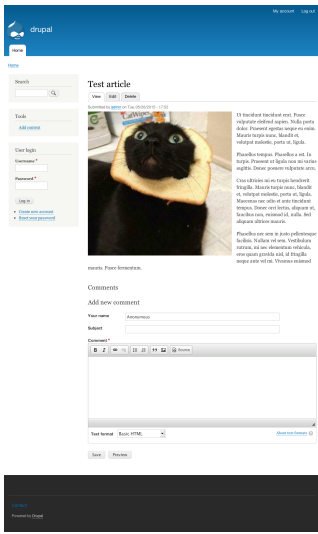 My account Log out
drupal
Home
Home
Search
Tools
Add content
User login
Username *
Password *
Log in
Create new account
Reset your password
Test article
View Edit Delete
Submitted by admin on Tue,
CatWipes
Ut tincidunt tincidunt erat. Fusce
vulputate eleifend sapien. Nulla porta
dolor. Praesent egestas neque eu enim.
Mauris turpis nunc, blandit et,
volutpat molestie, porta ut, ligula.
Phasellus tempus. Phasellus a est. In
turpis. Praesent ut ligula non mi varius
sagittis. Donec posuere vulputate arcu.
Cras ultricies mi eu turpis hendrerit
fringilla. Mauris turpis nunc, blandit
et, volutpat molestie, porta ut, ligula.
Maecenas nec odio et ante tincidunt
tempus. Donec orci lectus, aliquam ut,
faucibus non, euismod id, nulla. Sed
aliquam ultrices mauris.
Phasellus nec sem in justo pellentesque
facilisis. Nullam vel sem. Vestibulum
rutrum, mi nec elementum vehicula,
eros quam gravida nisl, id fringilla
neque ante vel mi. Vivamus euismod
mauris. Fusce fermentum.
Comments
Add new comment
Your name Anonymous
Subject
Comment *
B I Source
Text format Basic HTML About text formats
Save Preview
Powered by Drupal